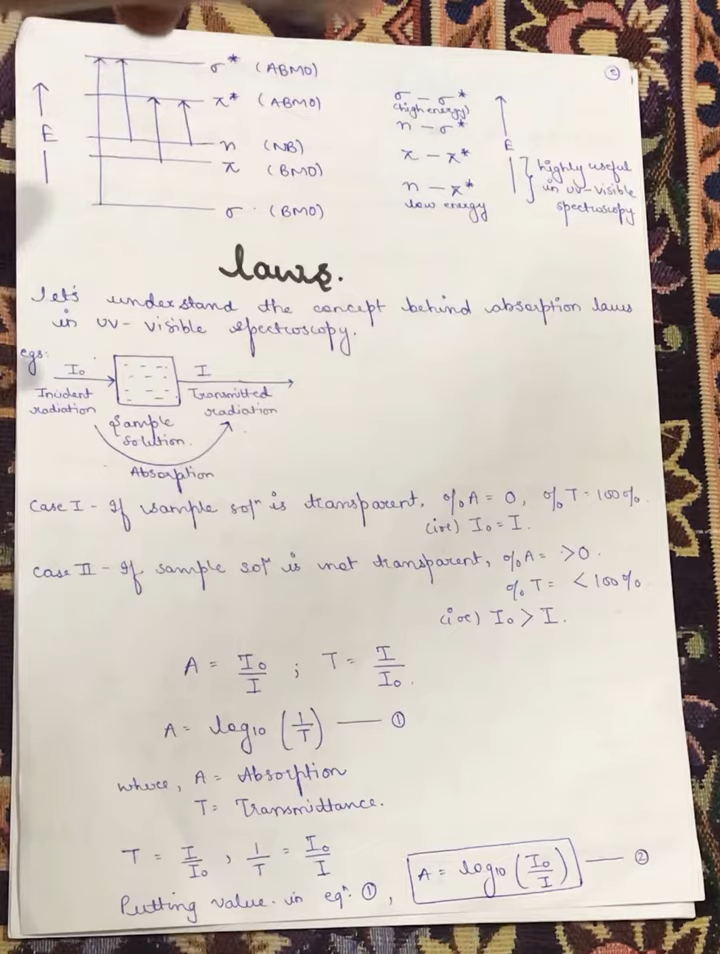 ②
σ* (ABMO)
π* (ABMO)
n (NB)
π (BMO)
σ (BMO)
E
σ - σ*
(high energy)
n - σ*
π - π*
n - π*
low energy
E
highly useful
in uv-visible
spectroscopy
laws.
let's understand the concept behind absorption laws
in UV-visible spectroscopy.
egs:
I₀
I
Incident
radiation
Transmitted
radiation
Sample
solution.
Absorption
Case I - If sample solⁿ is transparent, %A = 0, %T = 100%.
(i.e) I₀ = I.
Case II - If sample solⁿ is not transparent, %A = >0.
%T = <100%
(i.e) I₀ > I.
A = I₀/I ; T = I/I₀.
A = log₁₀ (1/T) — ①
where, A = Absorption
T = Transmittance.
T = I/I₀ , 1/T = I₀/I
Putting value in eqⁿ ①, A = log₁₀ (I₀/I) — ②